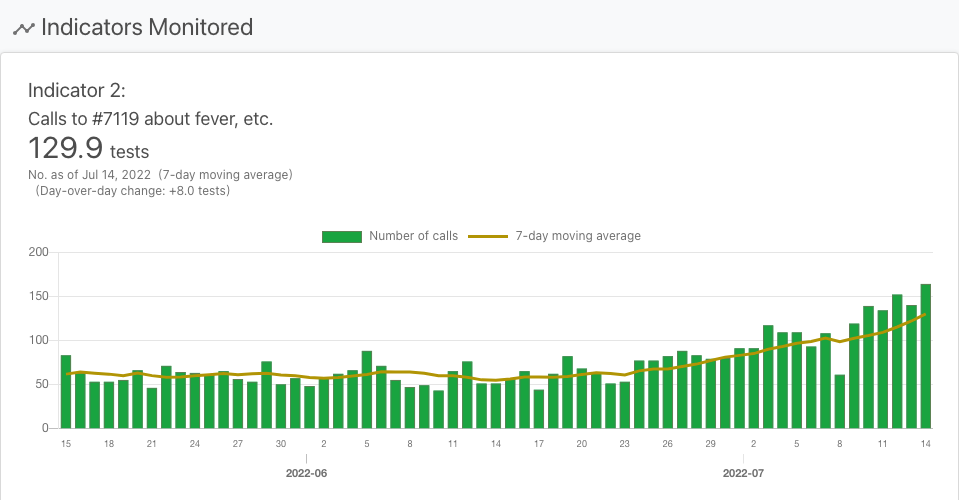 Indicators Monitored
Indicator 2:
Calls to #7119 about fever, etc.
129.9 tests
No. as of Jul 14, 2022 (7-day moving average)
(Day-over-day change: +8.0 tests)
Number of calls 7-day moving average
200
150
100
50
0
15 18 21 24 27 30 2 5 8 11 14 17 20 23 26 29 2 5 8 11 14
2022-06 2022-07